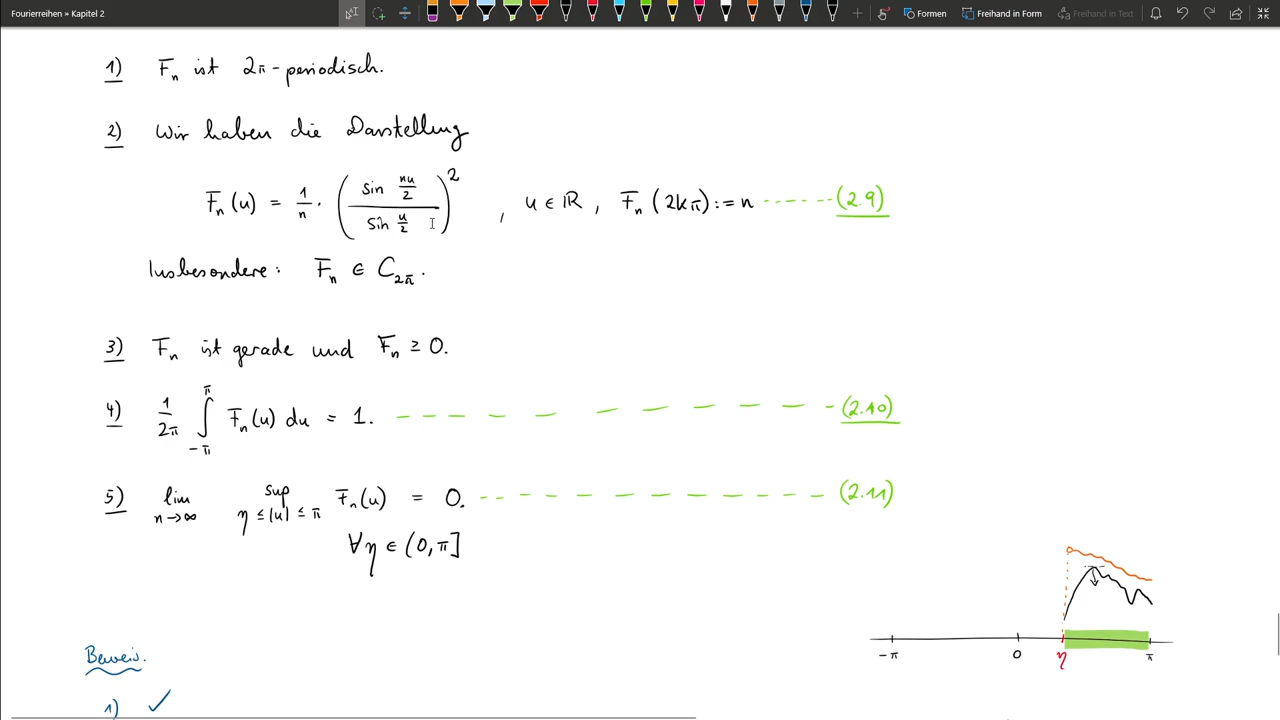 Fourierreihen » Kapitel 2
Formen
Freihand in Form
Freihand in Text
1) Fₙ ist 2π-periodisch.
2) Wir haben die Darstellung
Fₙ(u) = 1/n · ( sin nu/2 / sin u/2 )² , u ∈ ℝ, Fₙ(2kπ) := n ------ (2.9)
Insbesondere: Fₙ ∈ C₂π.
3) Fₙ ist gerade und Fₙ ≥ 0.
4) 1/2π ∫_{-π}^{π} Fₙ(u) du = 1. ------ (2.10)
5) lim_{n→∞} sup_{η ≤ |u| ≤ π} Fₙ(u) = 0. ------ (2.11)
∀ η ∈ (0, π]
-π 0 η π
Beweis.
1) ✓